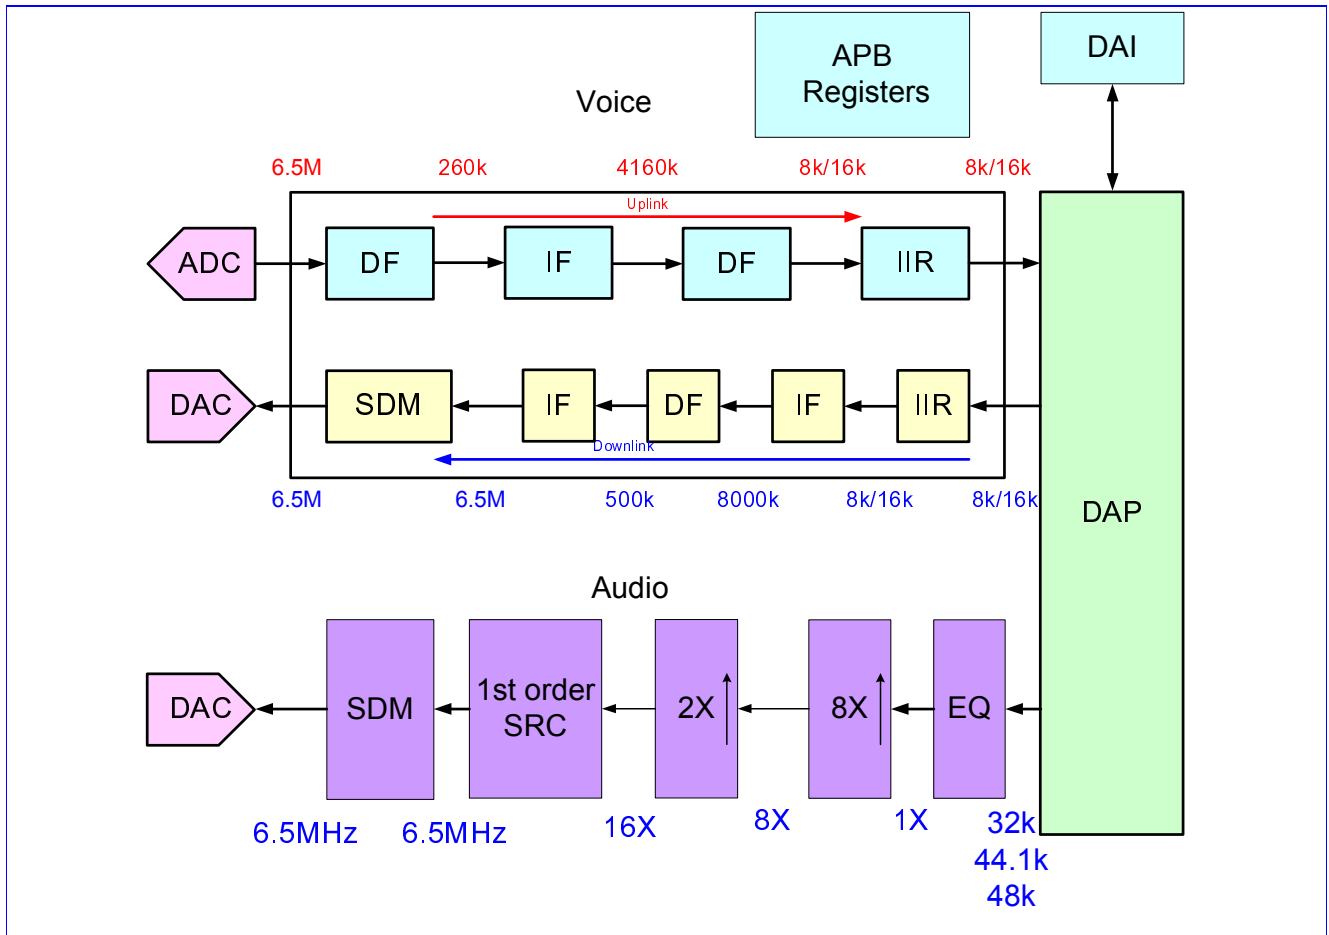 APB
Registers
DAI
Voice
6.5M 260k 4160k 8k/16k 8k/16k
Uplink
ADC DF IF DF IIR
DAC SDM IF DF IF IIR
Downlink
6.5M 6.5M 500k 8000k 8k/16k 8k/16k
DAP
Audio
DAC SDM 1st order
SRC 2X 8X EQ
6.5MHz 6.5MHz 16X 8X 1X 32k
44.1k
48k